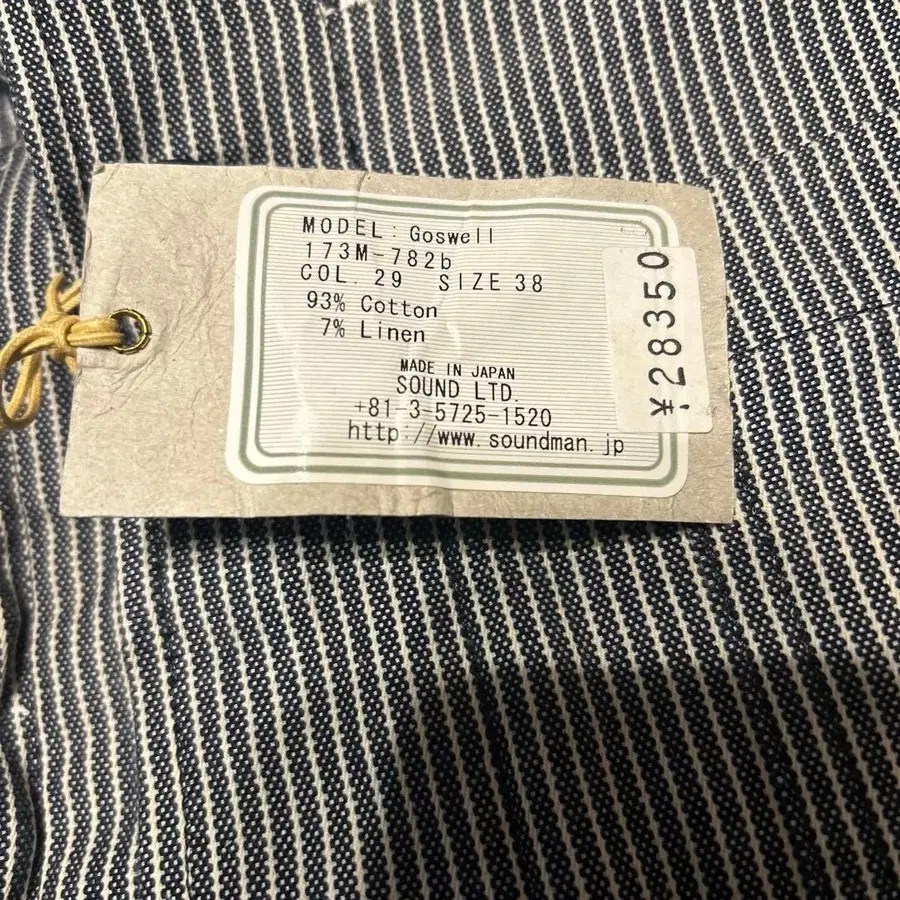 MODEL: Goswell
173M-782b
COL. 29 SIZE 38
93% Cotton
7% Linen
MADE IN JAPAN
SOUND LTD.
+81-3-5725-1520
http://www.soundman.jp
¥28350